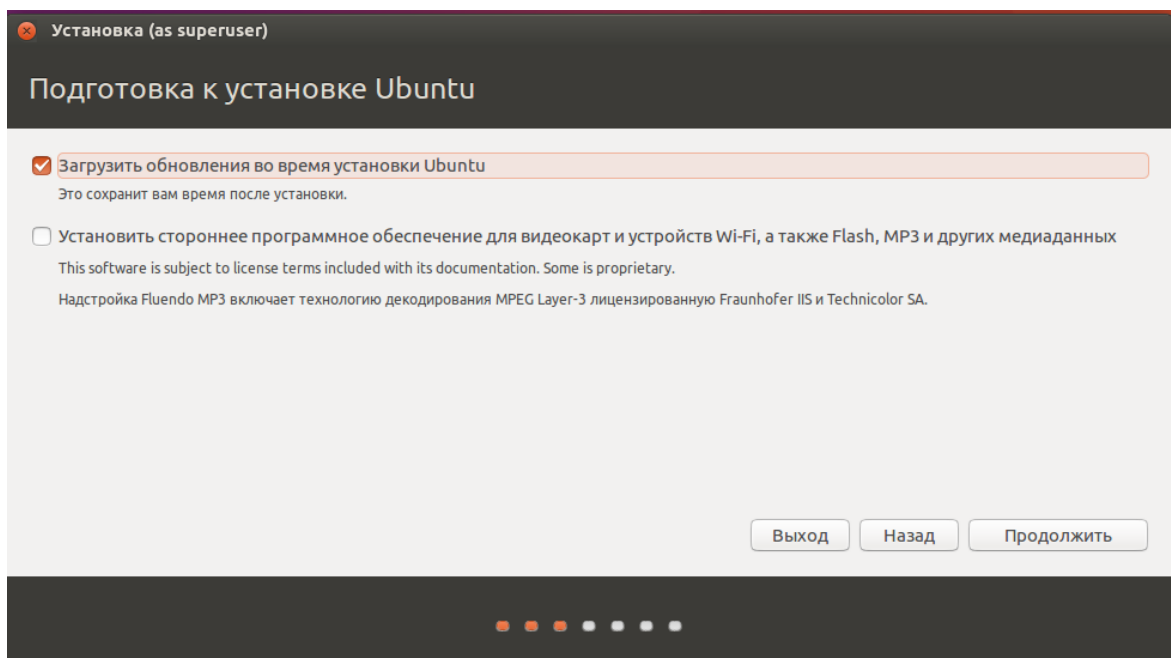 Установка (as superuser)
Подготовка к установке Ubuntu
Загрузить обновления во время установки Ubuntu
Это сохранит вам время после установки.
Установить стороннее программное обеспечение для видеокарт и устройств Wi-Fi, а также Flash, MP3 и других медиаданных
This software is subject to license terms included with its documentation. Some is proprietary.
Надстройка Fluendo MP3 включает технологию декодирования MPEG Layer-3 лицензированную Fraunhofer IIS и Technicolor SA.
Выход Назад Продолжить